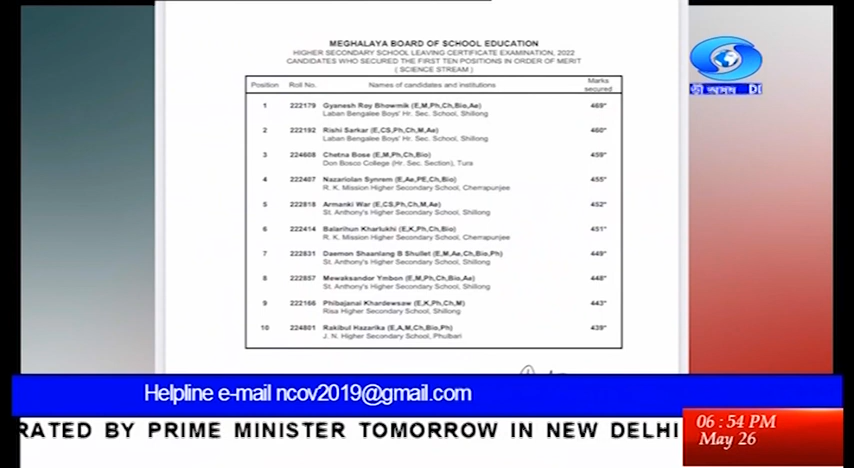 MEGHALAYA BOARD OF SCHOOL EDUCATION
HIGHER SECONDARY SCHOOL LEAVING CERTIFICATE EXAMINATION, 2022
CANDIDATES WHO SECURED THE FIRST TEN POSITIONS IN ORDER OF MERIT
( SCIENCE STREAM )
Position Roll No. Names of candidates and institutions Marks secured
1 222179 Gyanesh Roy Bhowmik (E,M,Ph,Ch,Bio,Ae) 469*
Laban Bengalee Boys' Hr. Sec. School, Shillong
2 222192 Rishi Sarkar (E,CS,Ph,Ch,M,Ae) 460*
Laban Bengalee Boys' Hr. Sec. School, Shillong
3 224608 Chetna Bose (E,M,Ph,Ch,Bio) 459*
Don Bosco College (Hr. Sec. Section), Tura
4 222407 Nazariolan Synrem (E,Ae,PE,Ch,Bio) 455*
R. K. Mission Higher Secondary School, Cherrapunjee
5 222818 Armanki War (E,CS,Ph,Ch,M,Ae) 452*
St. Anthony's Higher Secondary School, Shillong
6 222414 Balarihun Kharlukhi (E,K,Ph,Ch,Bio) 451*
R. K. Mission Higher Secondary School, Cherrapunjee
7 222831 Daemon Shaanlang B Shullet (E,M,Ae,Ch,Bio,Ph) 449*
St. Anthony's Higher Secondary School, Shillong
8 222857 Mewaksandor Ymbon (E,M,Ph,Ch,Bio,Ae) 448*
St. Anthony's Higher Secondary School, Shillong
9 222166 Phibajanai Khardewsaw (E,K,Ph,Ch,M) 443*
Risa Higher Secondary School, Shillong
10 224801 Rakibul Hazarika (E,A,M,Ch,Bio,Ph) 439*
J. N. Higher Secondary School, Phulbari
অসম DD
Helpline e-mail ncov2019@gmail.com
RATED BY PRIME MINISTER TOMORROW IN NEW DELHI
06 : 54 PM
May 26